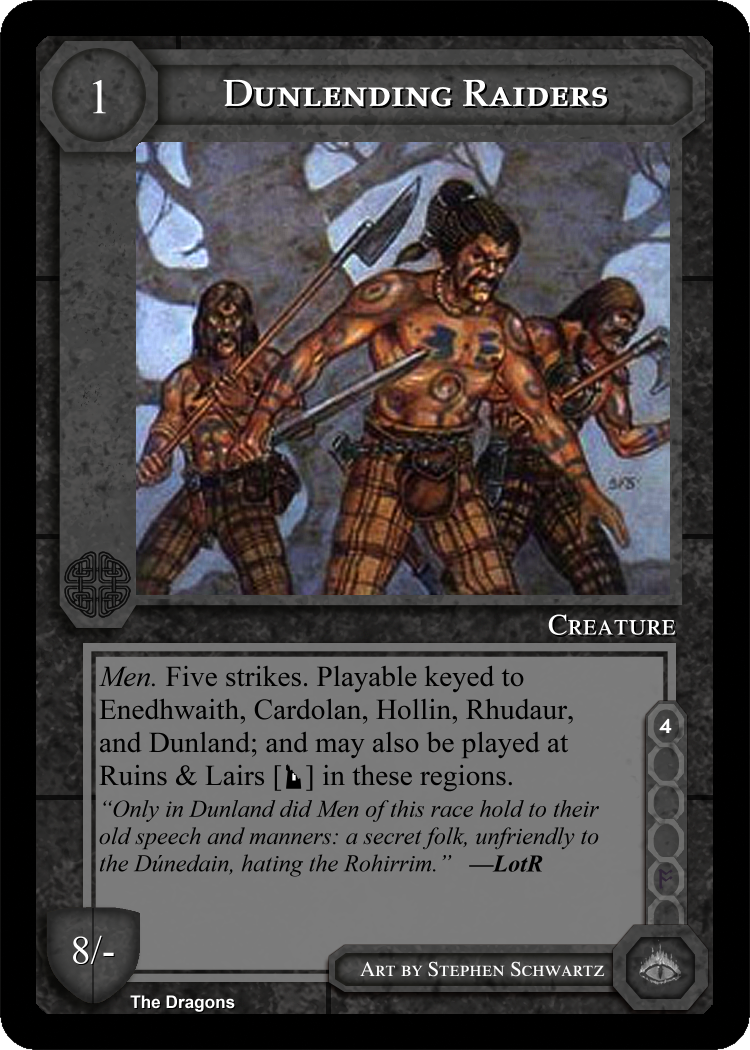 1
Dunlending Raiders
SFS
Creature
Men. Five strikes. Playable keyed to
Enedhwaith, Cardolan, Hollin, Rhudaur,
and Dunland; and may also be played at
Ruins & Lairs [ ] in these regions.
“Only in Dunland did Men of this race hold to their
old speech and manners: a secret folk, unfriendly to
the Dúnedain, hating the Rohirrim.” —LotR
4
8/-
Art by Stephen Schwartz
The Dragons